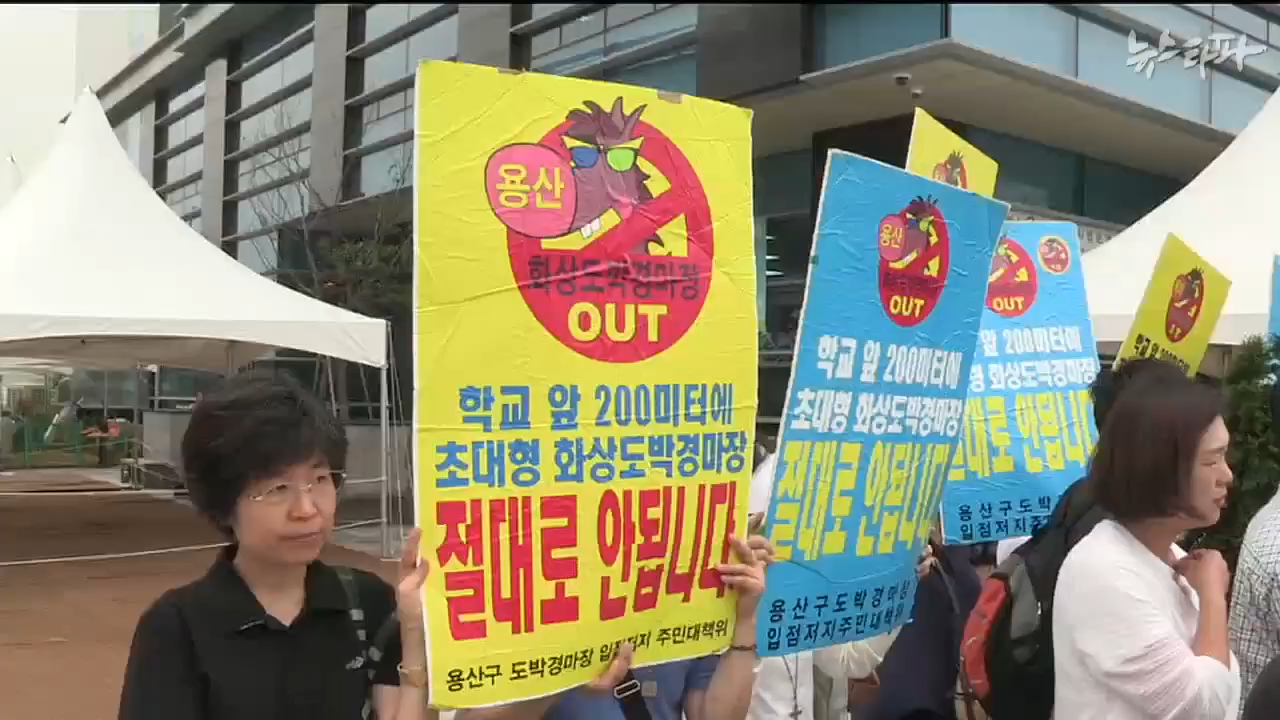 뉴스타파
용산
화상도박경마장
OUT
학교 앞 200미터에
초대형 화상도박경마장
절대로 안됩니다
용산구 도박경마장 입점저지 주민대책위
용산
OUT
학교 앞 200미터에
초대형 화상도박경마장
절대로 안됩니다
용산구도박경마장
입점저지주민대책위
OUT
앞 200미터에
화상도박경마장
절대로 안됩니다
용산구도박
입점저지주민